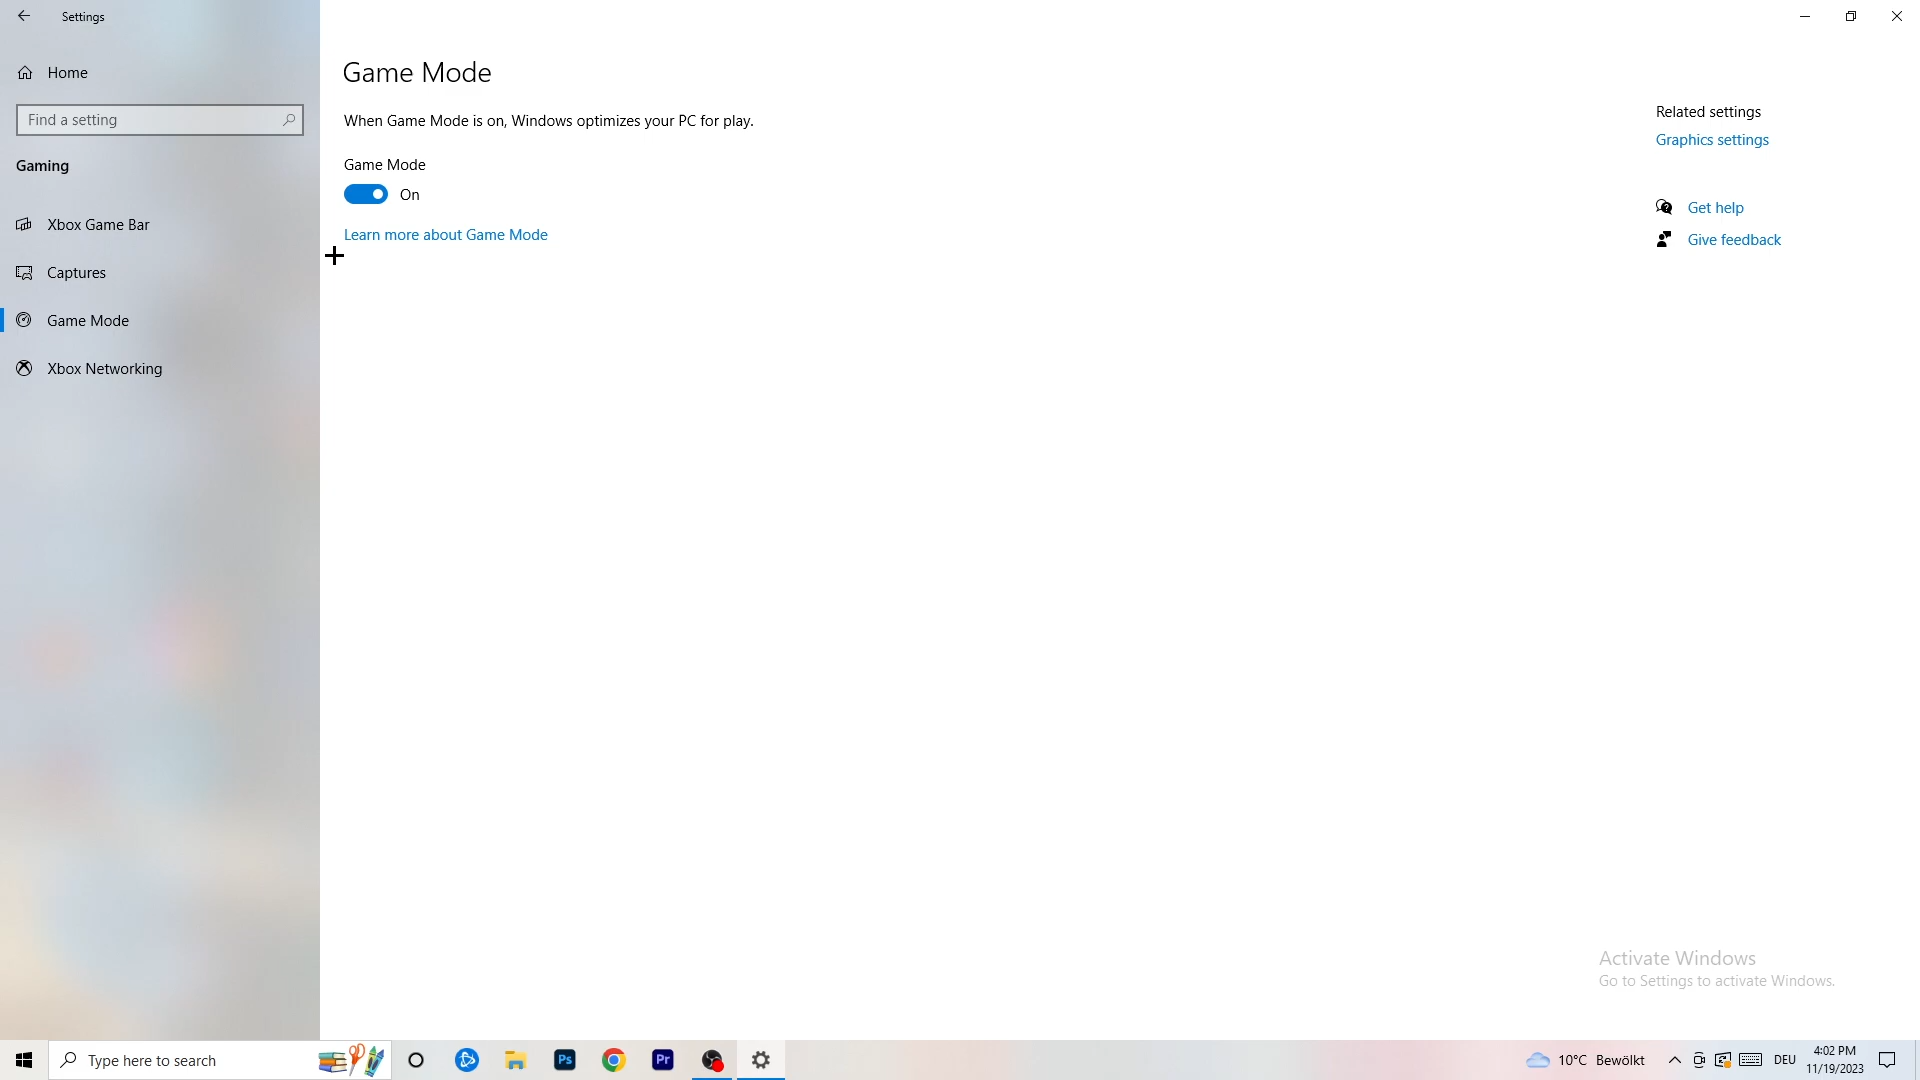 Settings
Home
Find a setting
Gaming
Xbox Game Bar
Captures
Game Mode
Xbox Networking
Game Mode
When Game Mode is on, Windows optimizes your PC for play.
Game Mode
On
Learn more about Game Mode
Related settings
Graphics settings
Get help
Give feedback
Activate Windows
Go to Settings to activate Windows.
Type here to search
Ps
Pr
10°C Bewölkt
DEU
4:02 PM
11/19/2023